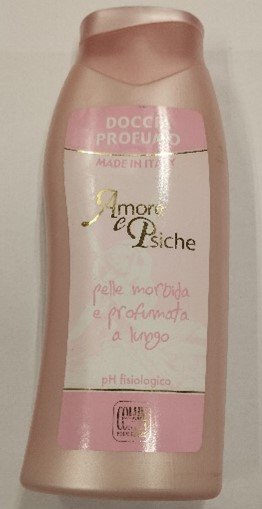 DOCCIA
PROFUMO
MADE IN ITALY
Amore
e Psiche
pelle morbida
e profumata
a lungo
pH fisiologico